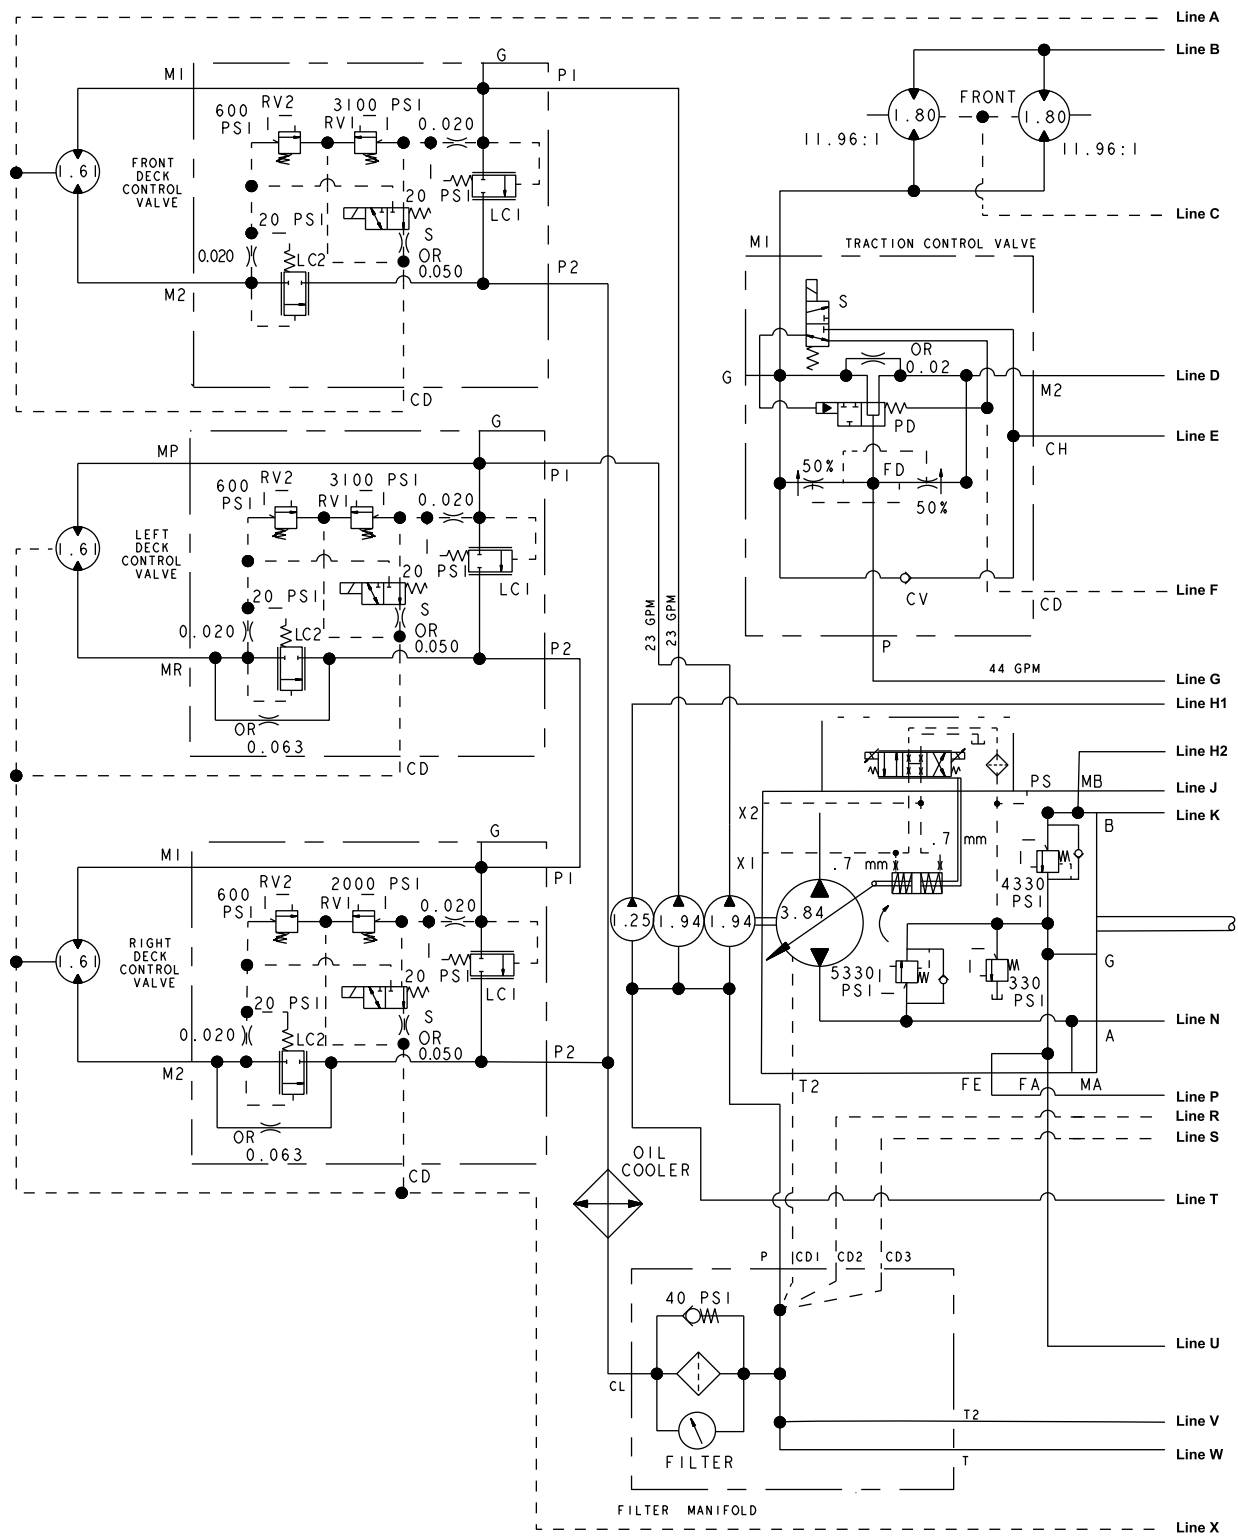 Line A
Line B
G
M1
P1
600 PSI
RV2
3100 PSI
RV1
0.020
FRONT
1.80
1.80
11.96:1
11.96:1
1.61
FRONT
DECK
CONTROL
VALVE
20 PSI
LC1
Line C
20 PSI
S
OR
0.050
0.020
LC2
M1
TRACTION CONTROL VALVE
P2
M2
S
OR
0.02
G
Line D
M2
CD
PD
Line E
CH
G
MP
P1
600 PSI
RV2
3100 PSI
RV1
0.020
50%
FD
50%
1.61
LEFT
DECK
CONTROL
VALVE
20 PSI
LC1
CV
Line F
CD
20 PSI
S
OR
0.050
0.020
LC2
P2
MR
23 GPM
23 GPM
P
44 GPM
Line G
Line H1
OR
0.063
CD
Line H2
PS
MB
Line J
X2
Line K
B
G
M1
P1
.7 mm
X1
.7 mm
4330
PSI
600 PSI
RV2
2000 PSI
RV1
0.020
1.25
1.94
1.94
3.84
1.61
RIGHT
DECK
CONTROL
VALVE
20 PSI
LC1
5330
PSI
330
PSI
G
20 PSI
S
OR
0.050
0.020
LC2
P2
M2
Line N
A
T2
FE
FA
MA
Line P
Line R
OR
0.063
Line S
CD
OIL
COOLER
Line T
P
CD1
CD2
CD3
40 PSI
Line U
CL
T2
Line V
FILTER
T
Line W
FILTER MANIFOLD
Line X